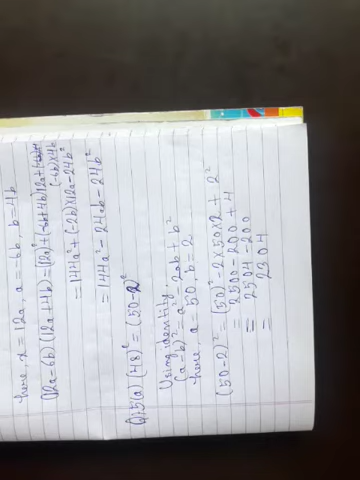 here, x = 12a, a = -6b, b = 4b
(12a - 6b) (12a + 4b) = (12a)² + (-6b + 4b) 12a + (-6b) × 4b
= 144a² + (-2b) × 12a - 24b²
= 144a² - 24ab - 24b²
Q:5(a) (48)² = (50 - 2)²
Using identity,
(a - b)² = a² - 2ab + b²
here, a = 50, b = 2
(50 - 2)² = (50)² - 2 × 50 × 2 + 2²
= 2500 - 200 + 4
= 2504 - 200
= 2304